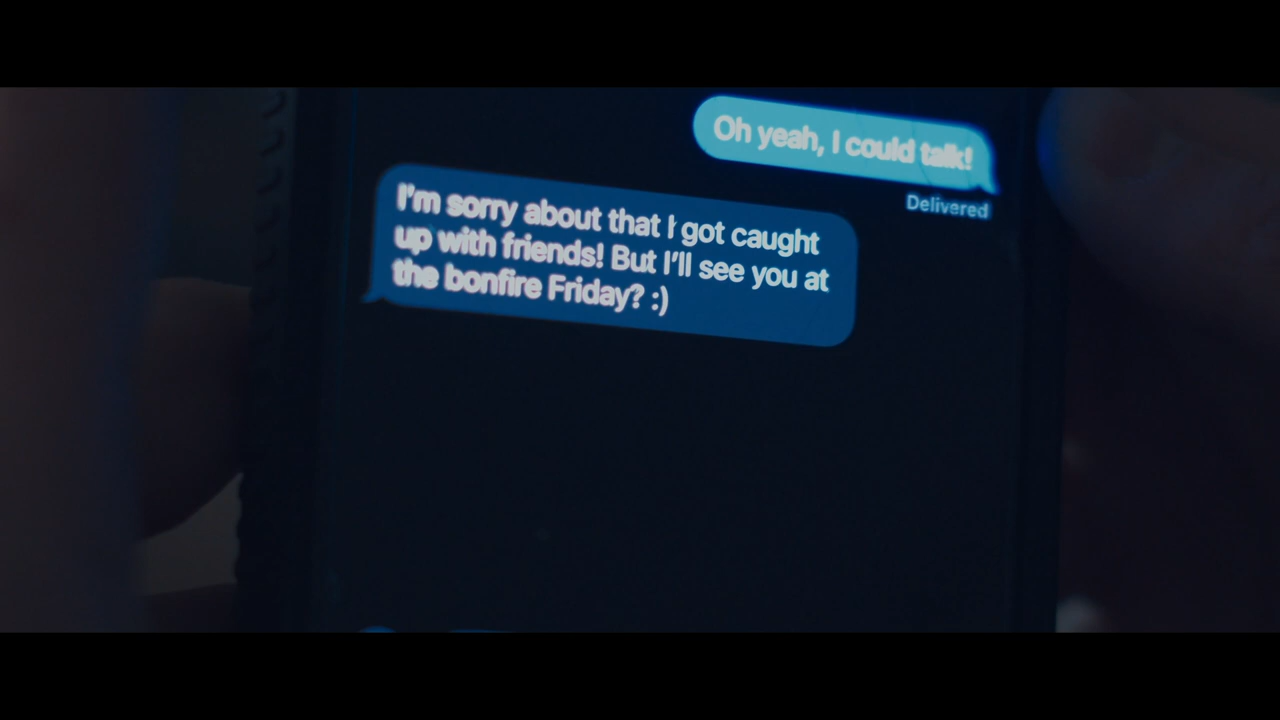 Oh yeah, I could talk!
Delivered
I'm sorry about that I got caught
up with friends! But I'll see you at
the bonfire Friday? :)